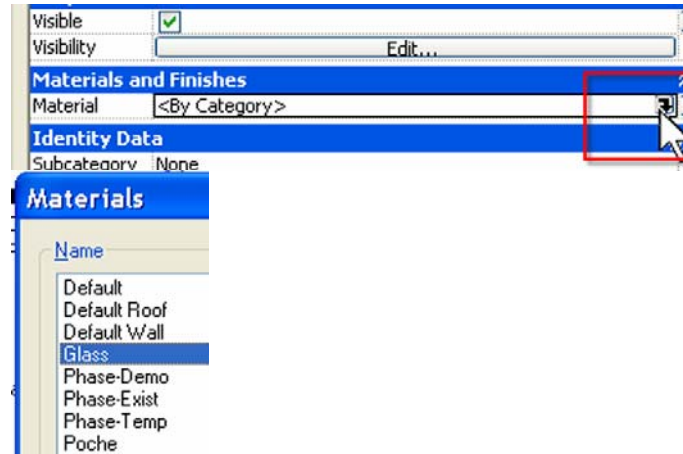 Visible
Visibility Edit...
Materials and Finishes
Material <By Category>
Identity Data
Subcategory None
Materials
Name
Default
Default Roof
Default Wall
Glass
Phase-Demo
Phase-Exist
Phase-Temp
Poche